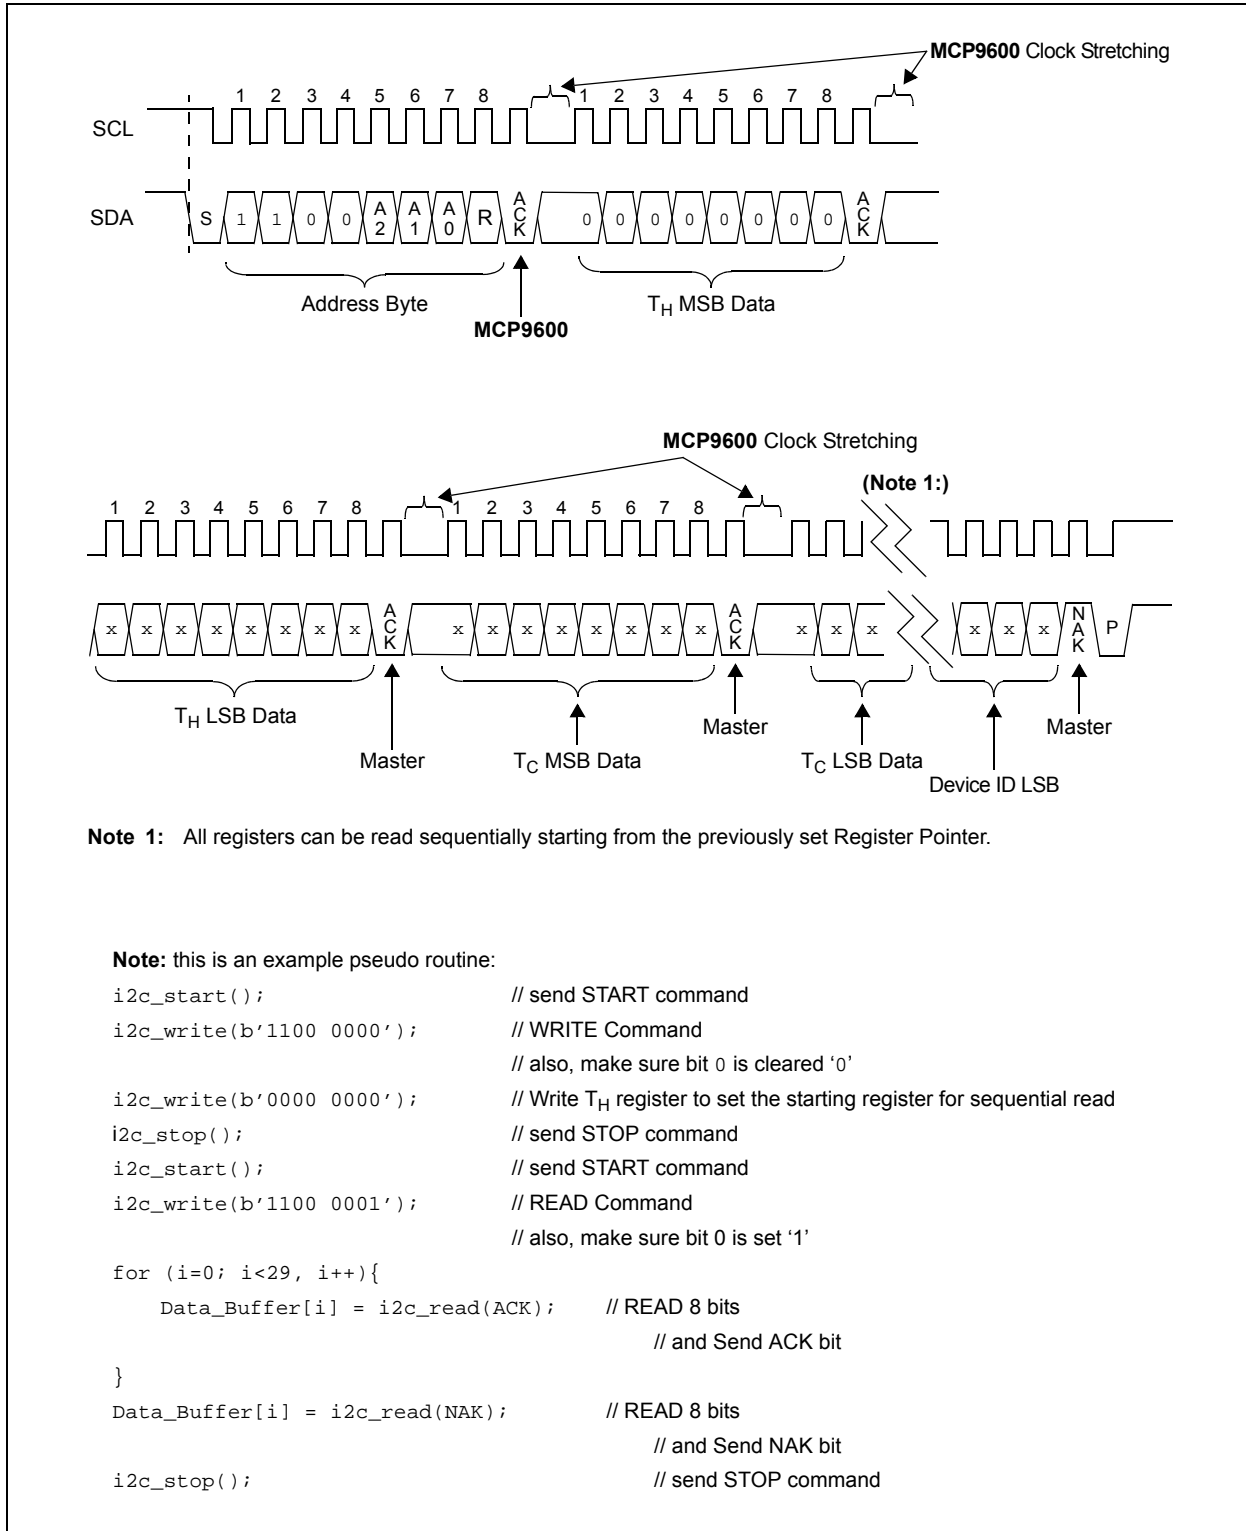 MCP9600 Clock Stretching
1 2 3 4 5 6 7 8 1 2 3 4 5 6 7 8
SCL
SDA S 1 1 0 0 A2 A1 A0 R ACK 0 0 0 0 0 0 0 0 ACK
Address Byte TH MSB Data
MCP9600
MCP9600 Clock Stretching
(Note 1:)
1 2 3 4 5 6 7 8 1 2 3 4 5 6 7 8
x x x x x x x x ACK x x x x x x x x ACK x x x x x x NAK P
TH LSB Data Master TC MSB Data Master TC LSB Data Device ID LSB Master
Note 1: All registers can be read sequentially starting from the previously set Register Pointer.
Note: this is an example pseudo routine:
i2c_start(); // send START command
i2c_write(b’1100 0000’); // WRITE Command
// also, make sure bit 0 is cleared ‘0’
i2c_write(b’0000 0000’); // Write TH register to set the starting register for sequential read
i2c_stop(); // send STOP command
i2c_start(); // send START command
i2c_write(b’1100 0001’); // READ Command
// also, make sure bit 0 is set ‘1’
for (i=0; i<29, i++){
Data_Buffer[i] = i2c_read(ACK); // READ 8 bits
// and Send ACK bit
}
Data_Buffer[i] = i2c_read(NAK); // READ 8 bits
// and Send NAK bit
i2c_stop(); // send STOP command